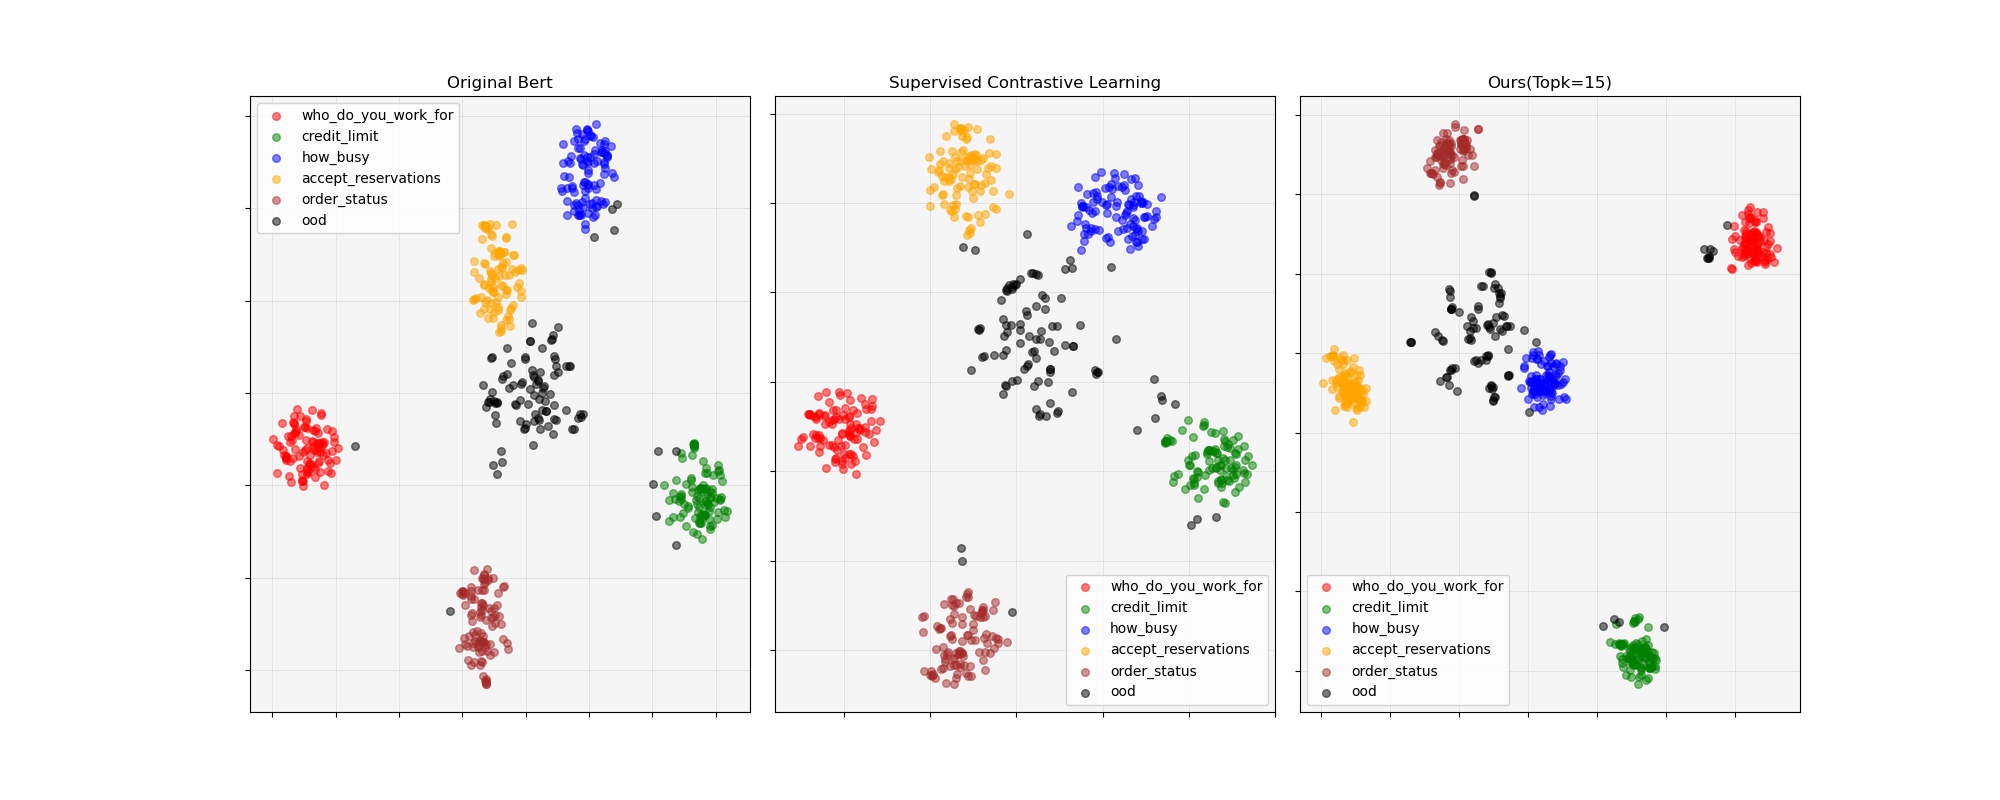 Original Bert
who_do_you_work_for
credit_limit
how_busy
accept_reservations
order_status
ood
Supervised Contrastive Learning
who_do_you_work_for
credit_limit
how_busy
accept_reservations
order_status
ood
Ours(Topk=15)
who_do_you_work_for
credit_limit
how_busy
accept_reservations
order_status
ood